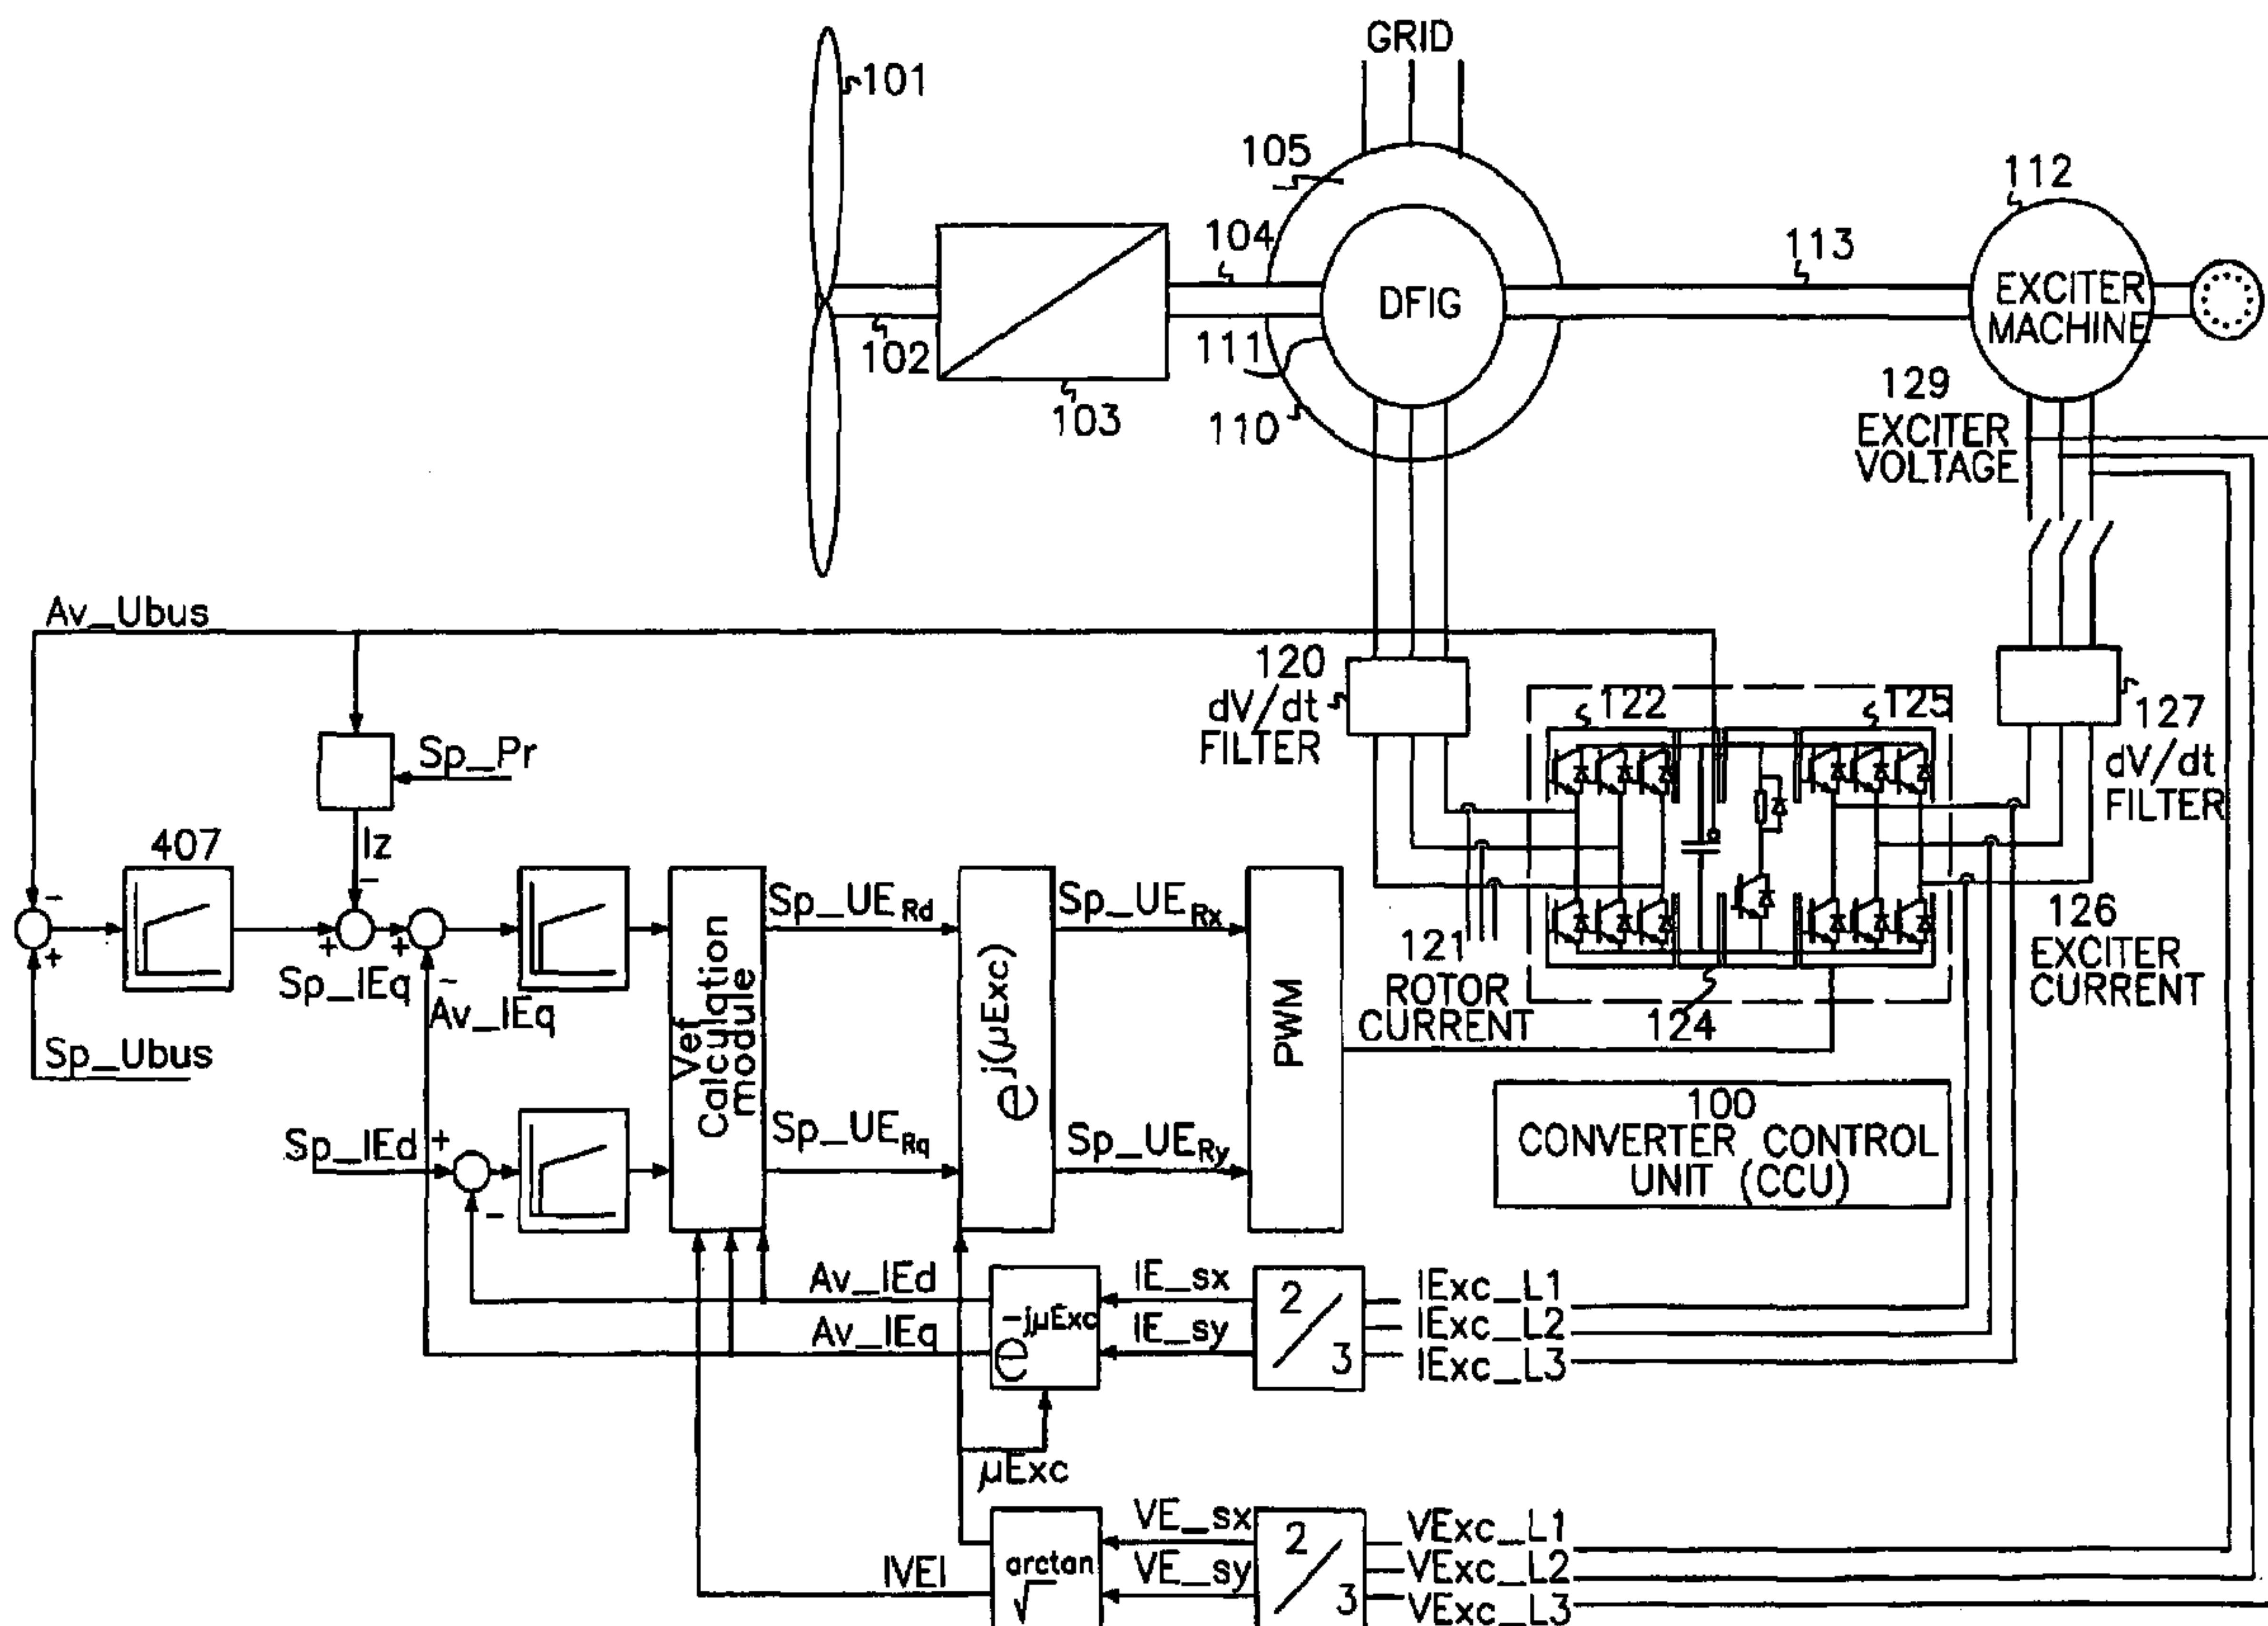 GRID
101
105
112
104
113
DFIG
EXCITER
MACHINE
111
102
103
110
129
EXCITER
VOLTAGE
Av_Ubus
120
dV/dt
FILTER
122
125
127
dV/dt
FILTER
Sp_Pr
Iz
407
-
-
+
+
+
-
Sp_IEq
Av_IEq
Sp_Ubus
Vef
Calculation
module
Sp_UE_Rd
e^j(μExc)
Sp_UE_Rx
PWM
121
ROTOR
CURRENT
124
126
EXCITER
CURRENT
Sp_IEd
+
-
Sp_UE_Rq
Sp_UE_Ry
100
CONVERTER CONTROL
UNIT (CCU)
Av_IEd
Av_IEq
e^-jμExc
IE_sx
IE_sy
2/3
IExc_L1
IExc_L2
IExc_L3
μExc
|VE|
arctan
√
VE_sx
VE_sy
2/3
VExc_L1
VExc_L2
VExc_L3